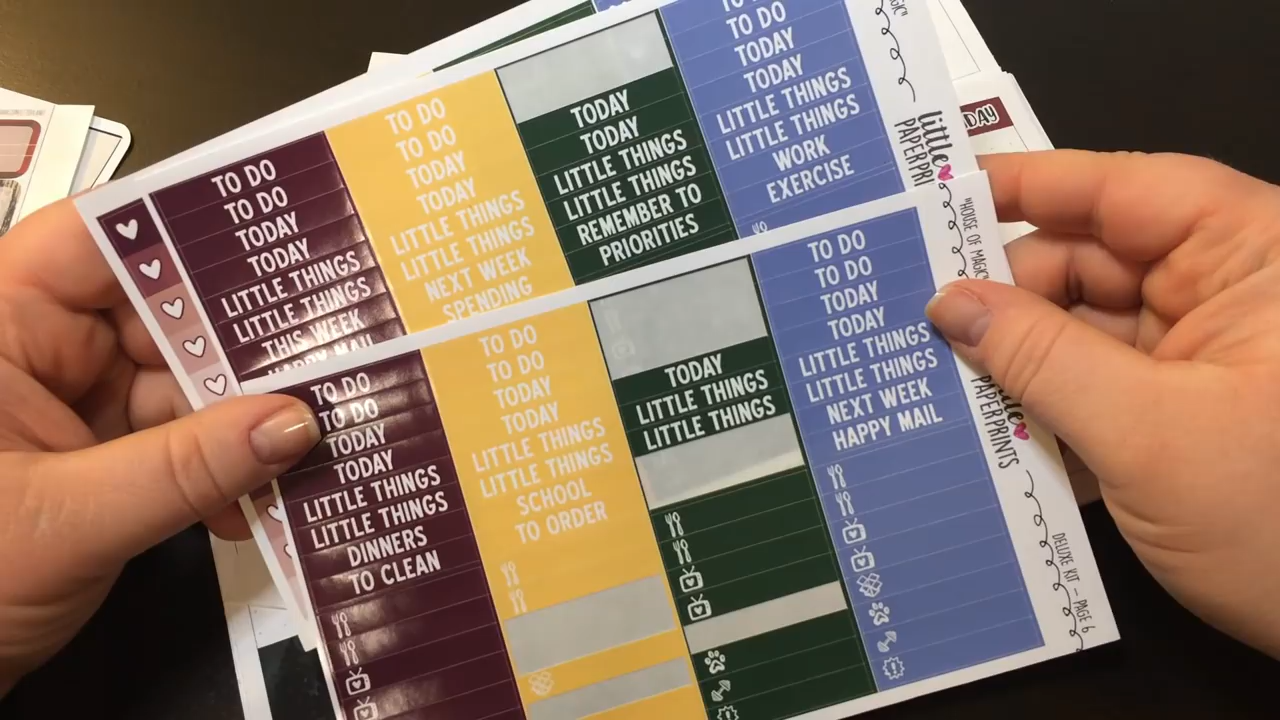 TO DO
TO DO
TODAY
TODAY
LITTLE THINGS
LITTLE THINGS
THIS WEEK
HAPPY MAIL
TO DO
TO DO
TODAY
TODAY
LITTLE THINGS
LITTLE THINGS
NEXT WEEK
SPENDING
TODAY
TODAY
LITTLE THINGS
LITTLE THINGS
REMEMBER TO
PRIORITIES
TO DO
TODAY
TODAY
LITTLE THINGS
LITTLE THINGS
WORK
EXERCISE
little
TO DO
TO DO
TODAY
TODAY
LITTLE THINGS
LITTLE THINGS
DINNERS
TO CLEAN
TO DO
TO DO
TODAY
TODAY
LITTLE THINGS
LITTLE THINGS
SCHOOL
TO ORDER
TODAY
LITTLE THINGS
LITTLE THINGS
TO DO
TO DO
TODAY
TODAY
LITTLE THINGS
LITTLE THINGS
NEXT WEEK
HAPPY MAIL
"HOUSE OF MAGIC"
PAPERPRINTS
DELUXE KIT - PAGE 6